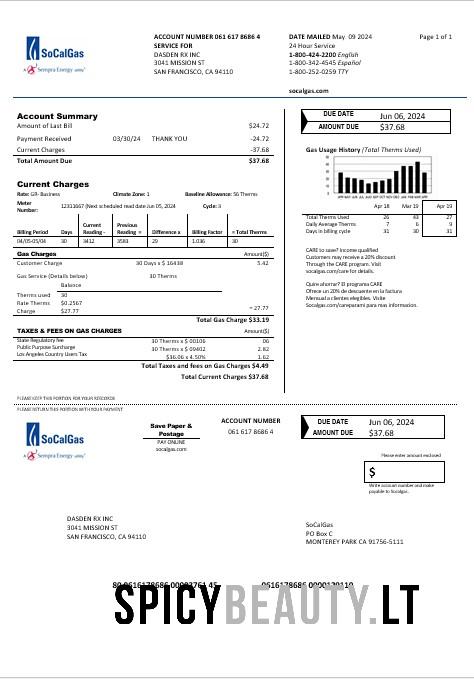 SoCalGas
A Sempra Energy utility
ACCOUNT NUMBER 061 617 8686 4
SERVICE FOR
DASDEN RX INC
3041 MISSION ST
SAN FRANCISCO, CA 94110
DATE MAILED May 09 2024
24 Hour Service
1-800-424-2200 English
1-800-342-4545 Español
1-800-252-0259 TTY
socalgas.com
Page 1 of 1
Account Summary
Amount of Last Bill $24.72
Payment Received 03/30/24 THANK YOU -24.72
Current Charges -37.68
Total Amount Due $37.68
DUE DATE Jun 06, 2024
AMOUNT DUE $37.68
Gas Usage History (Total Therms Used)
Apr 18 Mar 19 Apr 19
Total Therms Used 26 43 27
Daily Average Therms 7 6 9
Days in billing cycle 31 30 31
CARE to save? Income qualified
Customers may receive a 20% discount
Through the CARE program. Visit
socalgas.com/care for details.
Quire ahorrar? El programa CARE
Ofrece un 20% de descuento en la factura
Mensual a clientes elegibles. Visite
Socalgas.com/careparami para mas informacion.
Current Charges
Rate: GR- Business Climate Zone: 1 Baseline Allowance: 56 Therms
Meter Number: 12311667 (Next scheduled read date Jun 05, 2024 Cycle: 3
Billing Period Days Current Reading - Previous Reading = Difference x Billing Factor = Total Therms
04/05-05/04 30 3412 3583 29 1.036 30
Gas Charges Amount($)
Customer Charge 30 Days x $ 16438 5.42
Gas Service (Details below) 30 Therms
Balance
Therms used 30
Rate Therms $0.2567
Charge $27.77 = 27.77
Total Gas Charge $33.19
TAXES & FEES ON GAS CHARGES Amount($)
State Regulatory fee 30 Therms x $ 00106 06
Public Purpose Surcharge 30 Therms x $ 09402 2.82
Los Angeles Country Users Tax $36.06 x 4.50% 1.62
Total Taxes and fees on Gas Charges $4.49
Total Current Charges $37.68
PLEASE KEEP THIS PORTION FOR YOUR RECORDS
PLEASE RETURN THIS PORTION WITH YOUR PAYMENT
SoCalGas
A Sempra Energy utility
Save Paper &
Postage
PAY ONLINE
socalgas.com
ACCOUNT NUMBER
061 617 8686 4
DUE DATE Jun 06, 2024
AMOUNT DUE $37.68
Please enter amount enclosed
$
Write account number and make
payable to Socalgas.
DASDEN RX INC
3041 MISSION ST
SAN FRANCISCO, CA 94110
SoCalGas
PO Box C
MONTEREY PARK CA 91756-5111
SPICYBEAUTY.LT